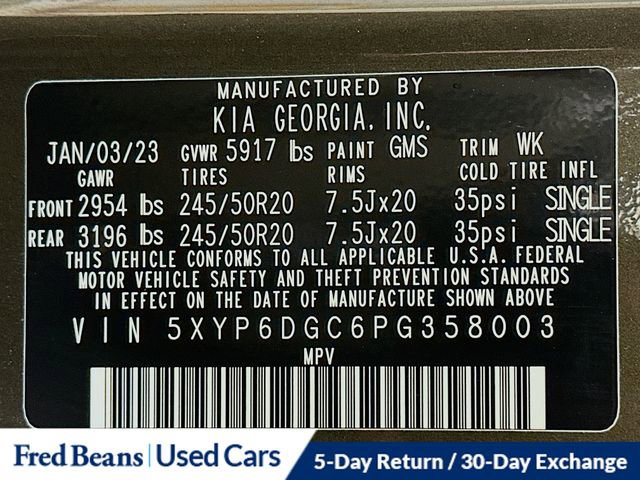 MANUFACTURED BY
KIA GEORGIA, INC.
JAN/03/23 GVWR 5917 lbs PAINT GMS TRIM WK
GAWR TIRES RIMS COLD TIRE INFL
FRONT 2954 lbs 245/50R20 7.5Jx20 35psi SINGLE
REAR 3196 lbs 245/50R20 7.5Jx20 35psi SINGLE
THIS VEHICLE CONFORMS TO ALL APPLICABLE U.S.A. FEDERAL
MOTOR VEHICLE SAFETY AND THEFT PREVENTION STANDARDS
IN EFFECT ON THE DATE OF MANUFACTURE SHOWN ABOVE
VIN 5XYP6DGC6PG358003
MPV
Fred Beans | Used Cars 5-Day Return / 30-Day Exchange